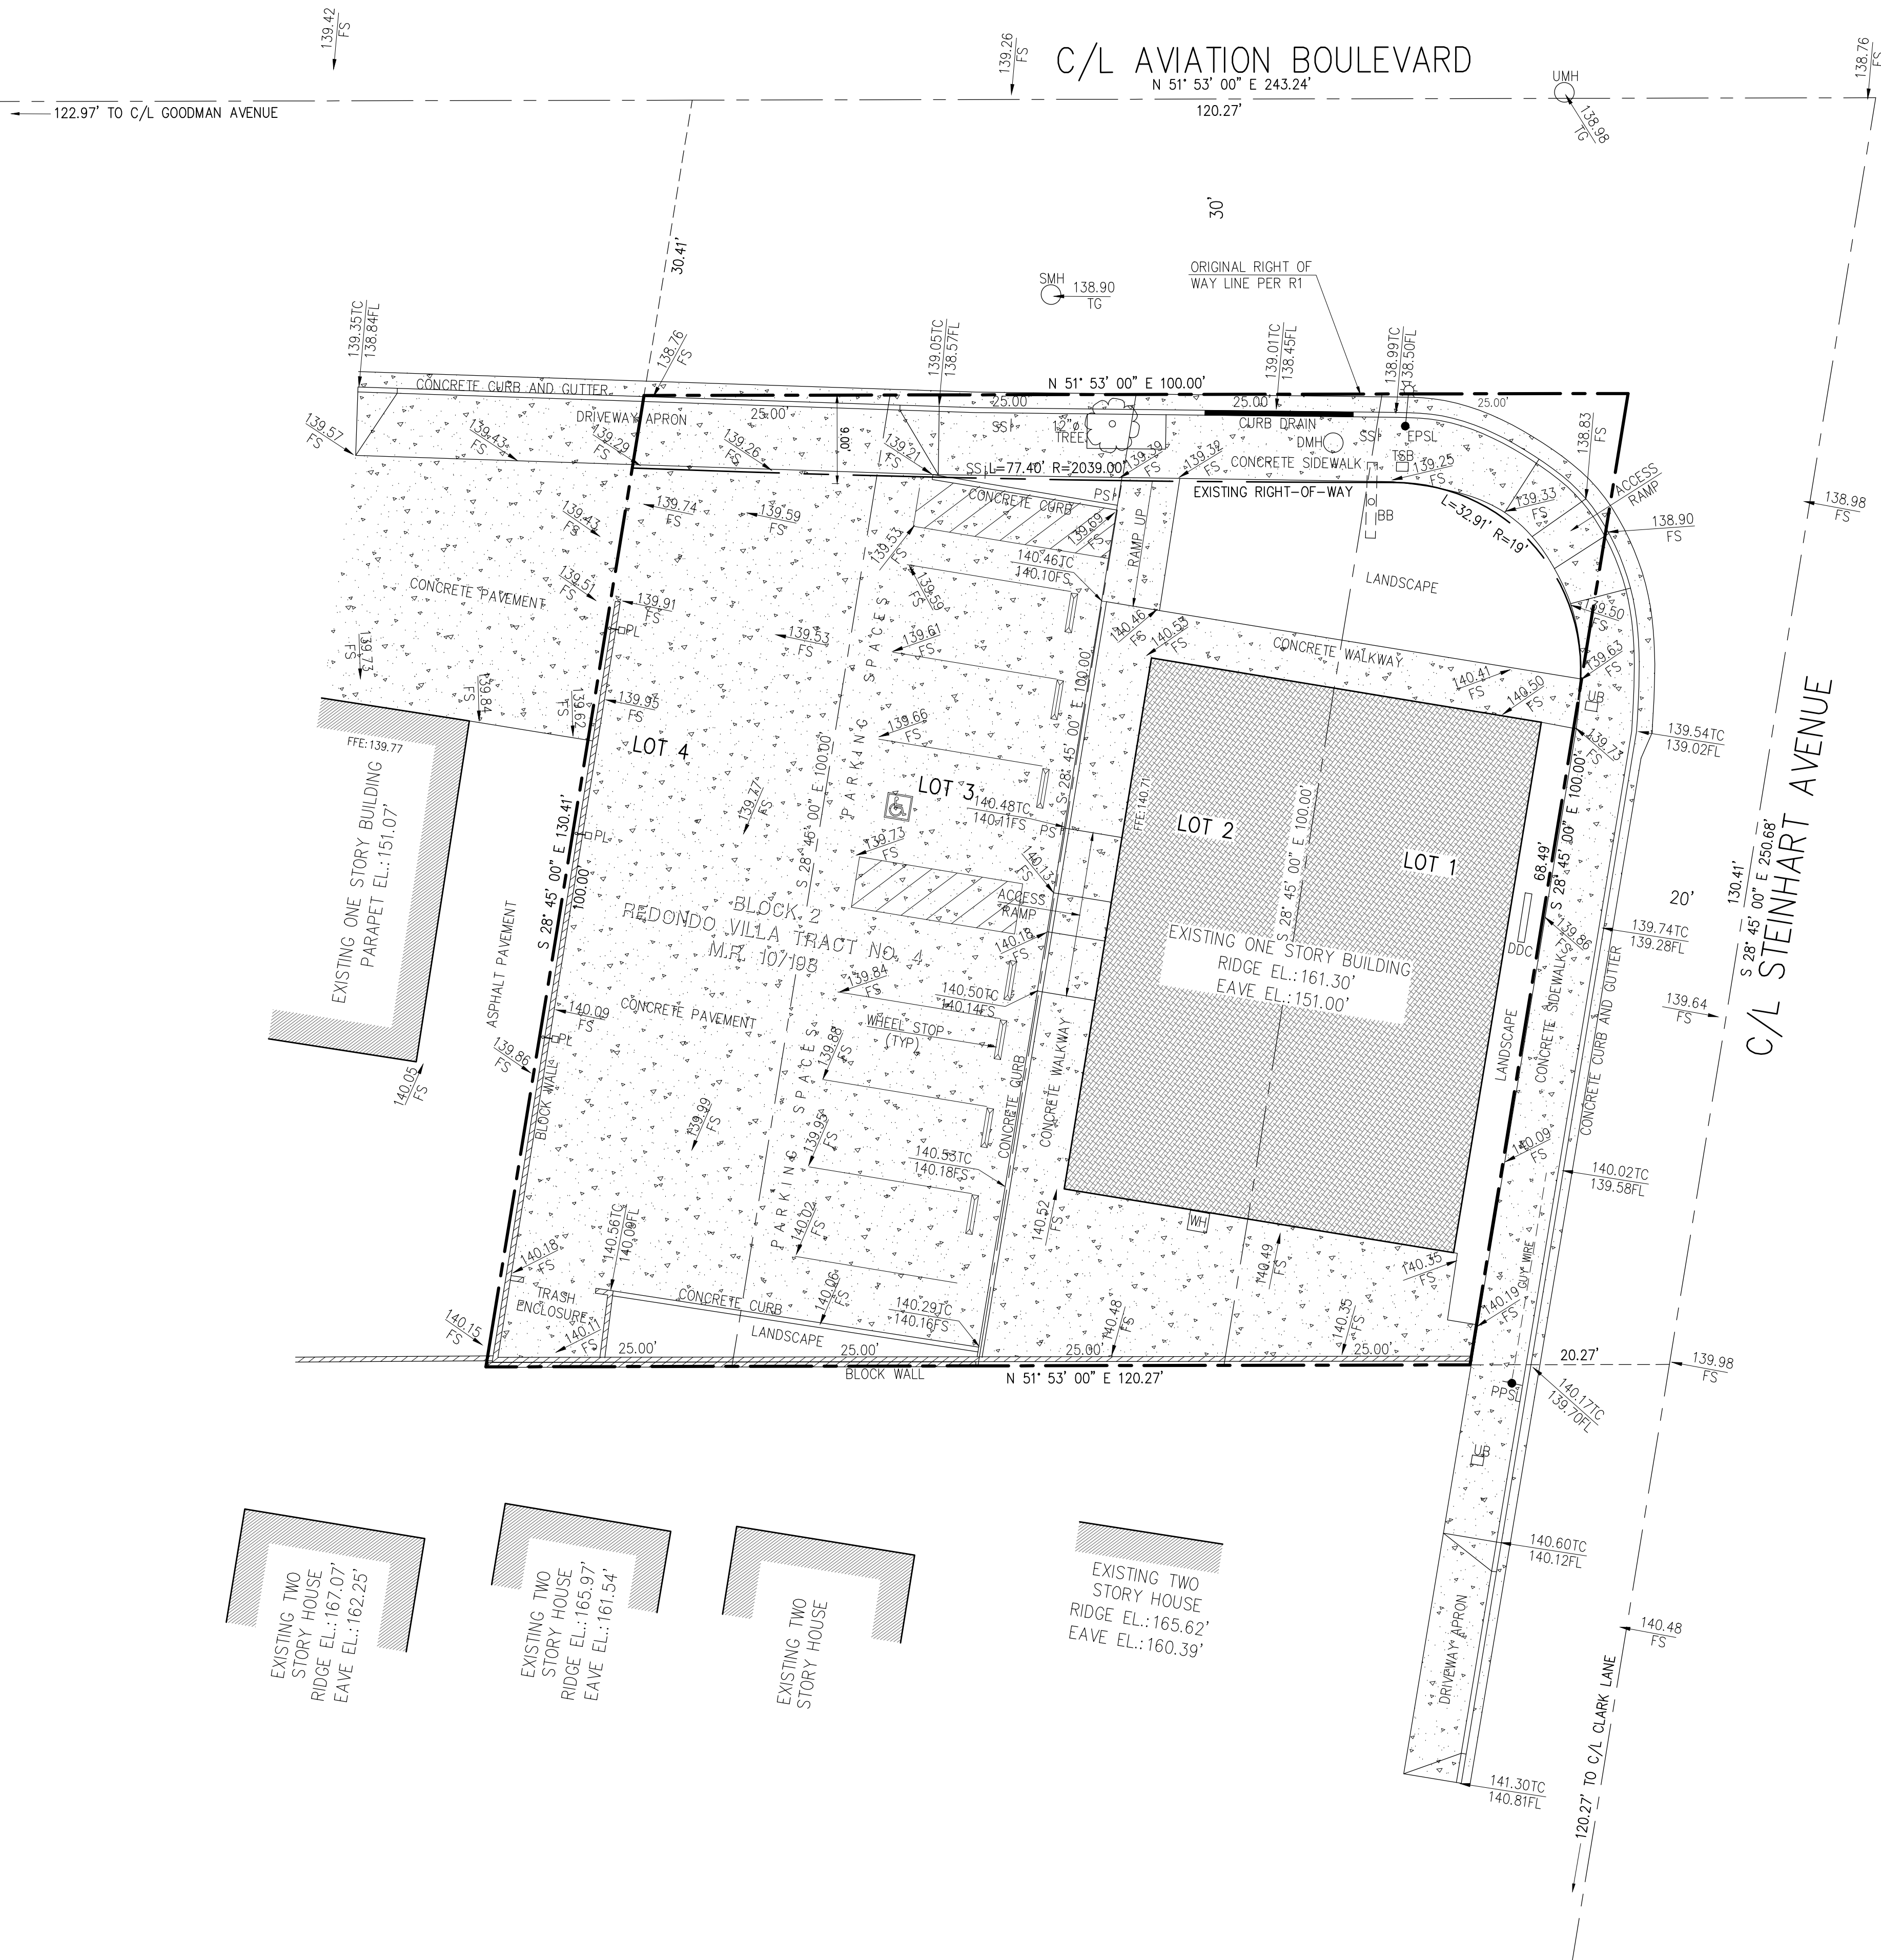 139.42
FS
139.26
FS
C/L AVIATION BOULEVARD
N 51° 53' 00" E 243.24'
120.27'
UMH
138.98
TG
138.76
FS
122.97' TO C/L GOODMAN AVENUE
30'
30.41'
SMH
138.90
TG
ORIGINAL RIGHT OF
WAY LINE PER R1
139.35TC
138.84FL
138.76
FS
139.05TC
138.57FL
139.01TC
138.45FL
138.99TC
138.50FL
CONCRETE CURB AND GUTTER
N 51° 53' 00" E 100.00'
25.00'
25.00'
25.00'
25.00'
DRIVEWAY APRON
139.57
FS
139.43
FS
139.29
FS
139.26
FS
9.00'
139.21
FS
SS
12"ø
TREE
CURB DRAIN
DMH
SS
EPSL
138.83
FS
SS
L=77.40' R=2039.00'
139.39
FS
139.32
FS
CONCRETE SIDEWALK
TSB
139.25
FS
EXISTING RIGHT-OF-WAY
ACCESS
RAMP
139.33
FS
138.98
FS
138.90
FS
BB
L=32.91' R=19'
139.43
FS
139.74
FS
139.59
FS
CONCRETE CURB
PS
139.53
FS
139.69
FS
RAMP UP
140.46TC
140.10FS
LANDSCAPE
139.51
FS
139.59
FS
CONCRETE PAVEMENT
139.91
FS
PL
139.53
FS
139.61
FS
140.46
FS
140.53
FS
139.50
FS
CONCRETE WALKWAY
139.63
FS
140.41
FS
140.50
FS
UB
139.73
FS
139.84
FS
139.62
FS
139.95
FS
139.66
FS
139.73
FS
139.54TC
139.02FL
PARKING SPACES
S 28° 45' 00" E 100.00'
S 28° 45' 00" E 100.00'
S 28° 45' 00" E 100.00'
S 28° 45' 00" E 100.00'
68.49'
FFE:139.77
EXISTING ONE STORY BUILDING
PARAPET EL.:151.07'
LOT 4
LOT 3
LOT 2
LOT 1
FFE:140.71
139.77
FS
140.48TC
140.11FS
PS
PL
139.73
FS
140.13
FS
ACCESS
RAMP
S 28° 45' 00" E 130.41'
100.00'
BLOCK 2
REDONDO VILLA TRACT NO. 4
M.R. 10/198
140.18
FS
EXISTING ONE STORY BUILDING
RIDGE EL.:161.30'
EAVE EL.:151.00'
DDC
139.86
FS
139.74TC
139.28FL
20'
130.41'
S 28° 45' 00" E 250.68'
C/L STEINHART AVENUE
ASPHALT PAVEMENT
139.84
FS
140.50TC
140.14FS
140.09
FS
CONCRETE PAVEMENT
WHEEL STOP
(TYP)
139.64
FS
PL
139.86
FS
139.88
FS
140.05
FS
BLOCK WALL
PARKING SPACES
CONCRETE CURB
CONCRETE WALKWAY
LANDSCAPE
CONCRETE SIDEWALK
CONCRETE CURB AND GUTTER
139.99
FS
139.95
FS
140.53TC
140.18FS
140.09
FS
140.02TC
139.58FL
140.56TC
140.09FL
140.02
FS
140.52
FS
WH
140.49
FS
140.35
FS
GUY WIRE
140.18
FS
TRASH
ENCLOSURE
CONCRETE CURB
140.06
FS
140.29TC
140.16FS
140.48
FS
140.35
FS
140.19
FS
140.15
FS
140.11
FS
LANDSCAPE
25.00'
25.00'
25.00'
25.00'
BLOCK WALL
N 51° 53' 00" E 120.27'
20.27'
139.98
FS
PPSL
140.17TC
139.70FL
UB
140.60TC
140.12FL
DRIVEWAY APRON
140.48
FS
141.30TC
140.81FL
120.27' TO C/L CLARK LANE
EXISTING TWO
STORY HOUSE
RIDGE EL.:167.07'
EAVE EL.:162.25'
EXISTING TWO
STORY HOUSE
RIDGE EL.:165.97'
EAVE EL.:161.54'
EXISTING TWO
STORY HOUSE
EXISTING TWO
STORY HOUSE
RIDGE EL.:165.62'
EAVE EL.:160.39'